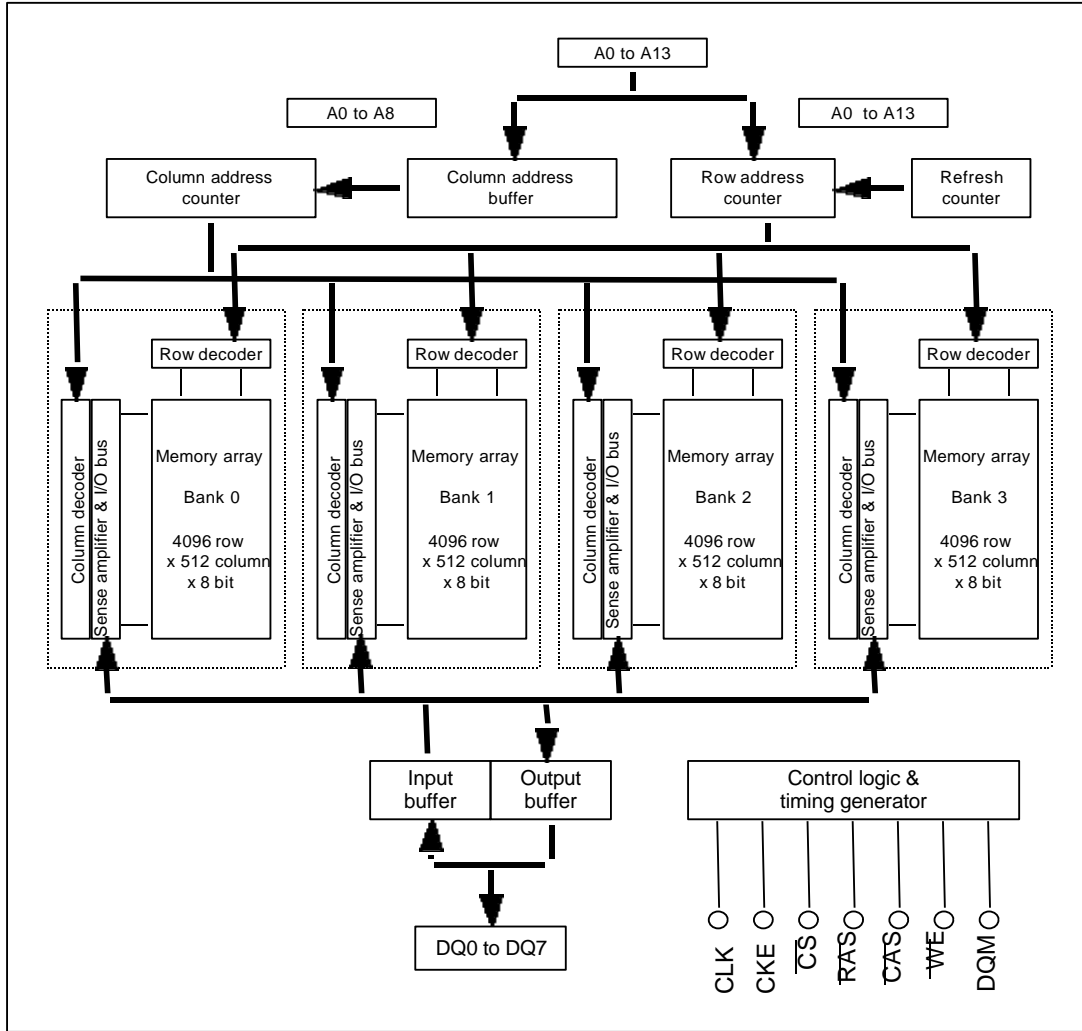 A0 to A13
A0 to A8
A0 to A13
Column address
counter
Column address
buffer
Row address
counter
Refresh
counter
Row decoder
Row decoder
Row decoder
Row decoder
Column decoder
Sense amplifier & I/O bus
Memory array
Bank 0
4096 row
x 512 column
x 8 bit
Column decoder
Sense amplifier & I/O bus
Memory array
Bank 1
4096 row
x 512 column
x 8 bit
Column decoder
Sense amplifier & I/O bus
Memory array
Bank 2
4096 row
x 512 column
x 8 bit
Column decoder
Sense amplifier & I/O bus
Memory array
Bank 3
4096 row
x 512 column
x 8 bit
Input
buffer
Output
buffer
Control logic &
timing generator
DQ0 to DQ7
CLK
CKE
C̅S̅
R̅A̅S̅
C̅A̅S̅
W̅E̅
DQM